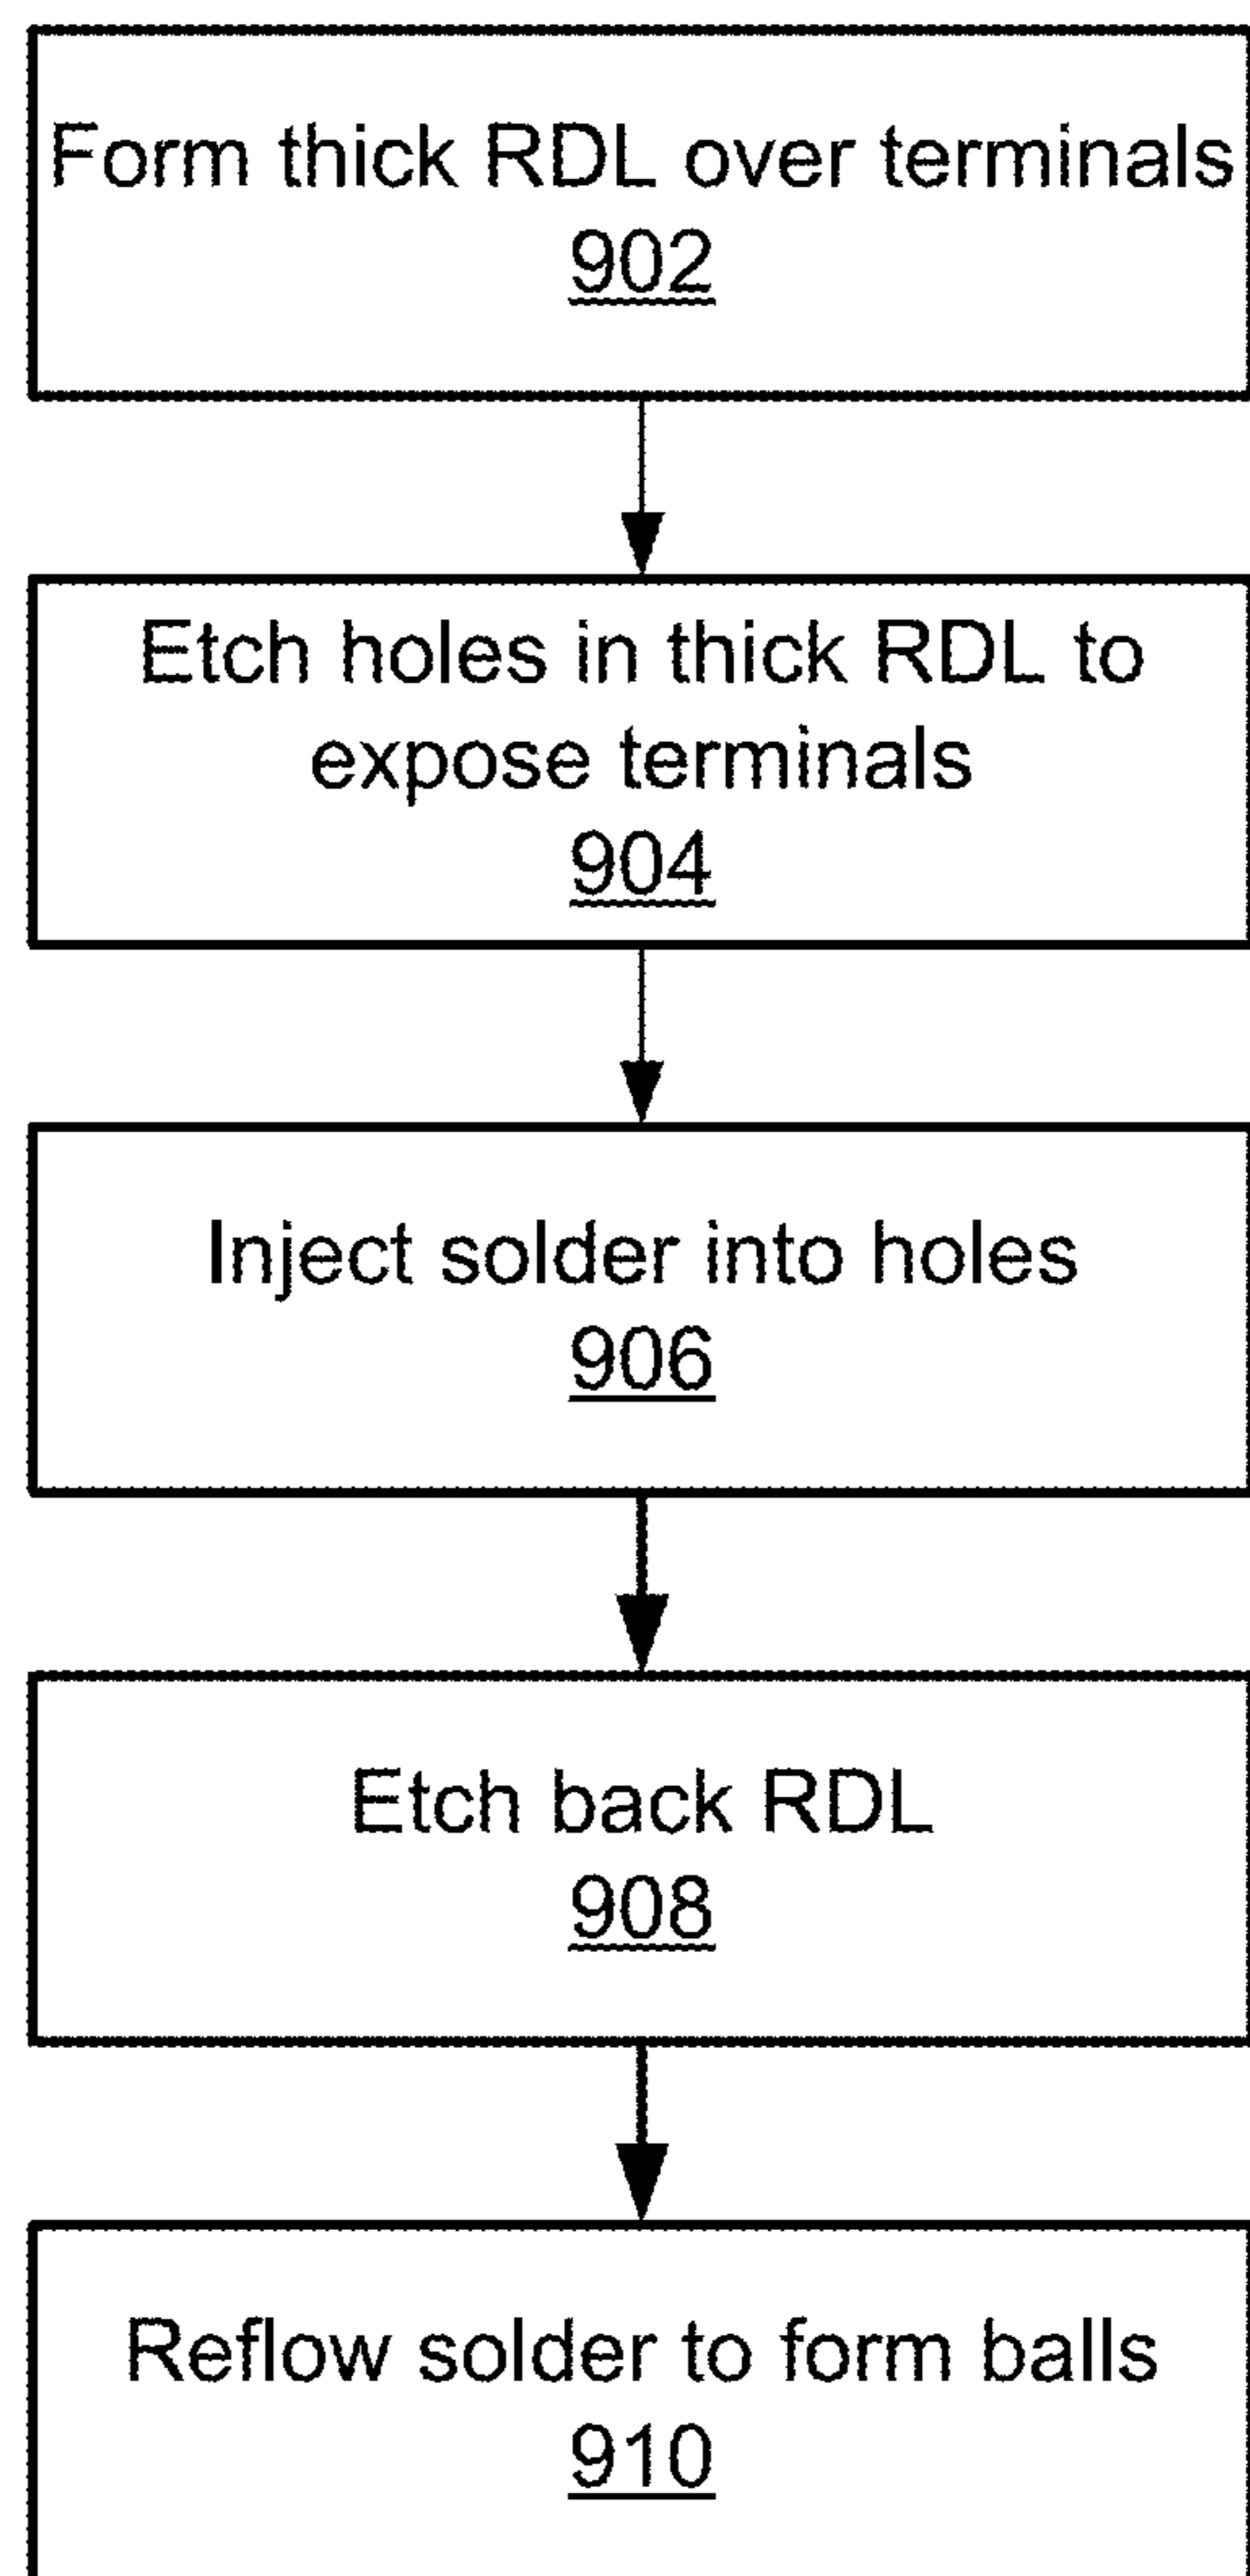 Form thick RDL over terminals
902
Etch holes in thick RDL to
expose terminals
904
Inject solder into holes
906
Etch back RDL
908
Reflow solder to form balls
910